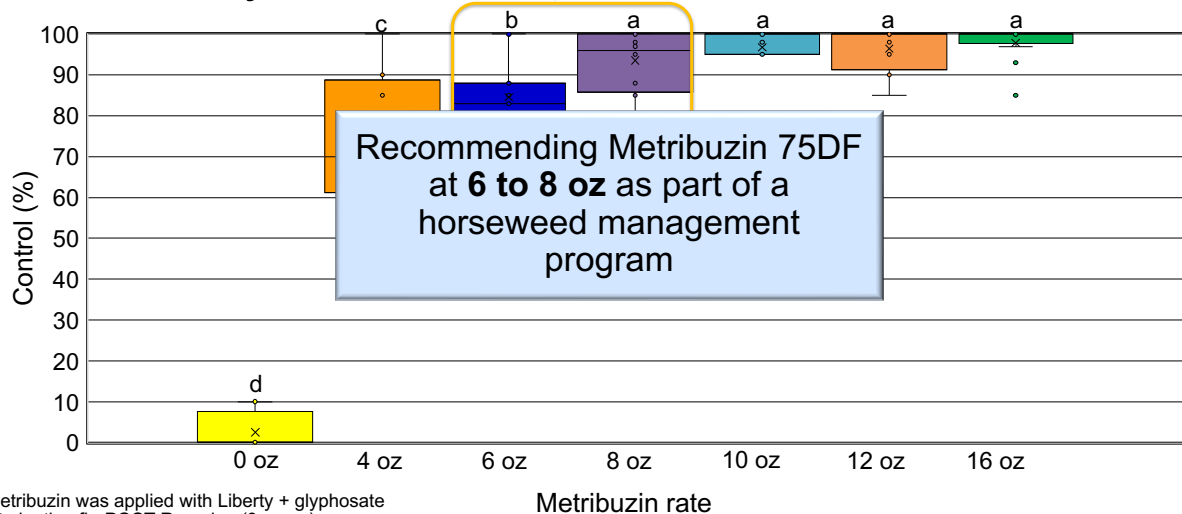 c
b
a
a
a
a
100
90
80
70
60
50
40
30
20
10
0
Control (%)
Recommending Metribuzin 75DF
at 6 to 8 oz as part of a
horseweed management
program
d
0 oz
4 oz
6 oz
8 oz
10 oz
12 oz
16 oz
Metribuzin rate
was applied with Liberty + glyphosate